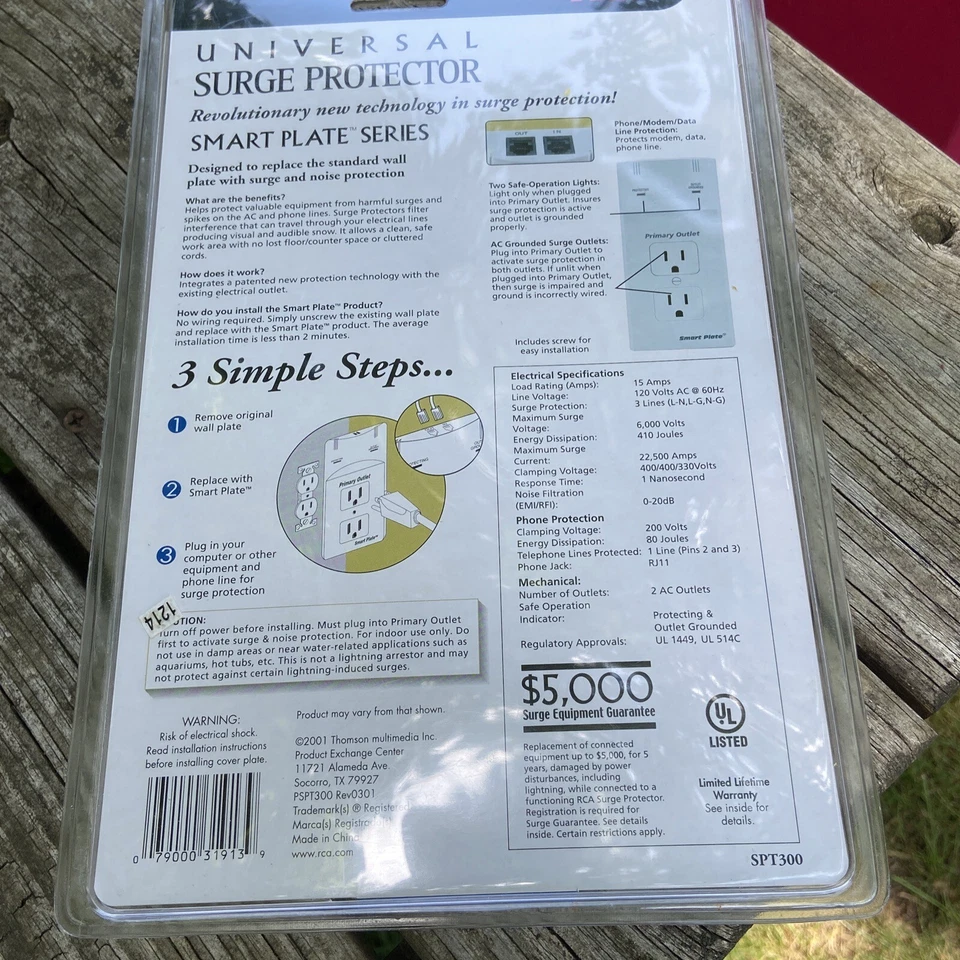 UNIVERSAL
SURGE PROTECTOR
Revolutionary new technology in surge protection!
SMART PLATE™ SERIES
Designed to replace the standard wall
plate with surge and noise protection
What are the benefits?
Helps protect valuable equipment from harmful surges and
spikes on the AC and phone lines. Surge Protectors filter
interference that can travel through your electrical lines
producing visual and audible snow. It allows a clean, safe
work area with no lost floor/counter space or cluttered
cords.
How does it work?
Integrates a patented new protection technology with the
existing electrical outlet.
How do you install the Smart Plate™ Product?
No wiring required. Simply unscrew the existing wall plate
and replace with the Smart Plate™ product. The average
installation time is less than 2 minutes.
OUT IN
Phone/Modem/Data
Line Protection:
Protects modem, data,
phone line.
Two Safe-Operation Lights:
Light only when plugged
into Primary Outlet. Insures
surge protection is active
and outlet is grounded
properly.
AC Grounded Surge Outlets:
Plug into Primary Outlet to
activate surge protection in
both outlets. If unlit when
plugged into Primary Outlet,
then surge is impaired and
ground is incorrectly wired.
Primary Outlet
Smart Plate™
Includes screw for
easy installation
3 Simple Steps...
1 Remove original
wall plate
2 Replace with
Smart Plate™
3 Plug in your
computer or other
equipment and
phone line for
surge protection
Primary Outlet
Smart Plate™
1214
TION:
Turn off power before installing. Must plug into Primary Outlet
first to activate surge & noise protection. For indoor use only. Do
not use in damp areas or near water-related applications such as
aquariums, hot tubs, etc. This is not a lightning arrestor and may
not protect against certain lightning-induced surges.
Electrical Specifications
Load Rating (Amps): 15 Amps
Line Voltage: 120 Volts AC @ 60Hz
Surge Protection: 3 Lines (L-N,L-G,N-G)
Maximum Surge
Voltage: 6,000 Volts
Energy Dissipation: 410 Joules
Maximum Surge
Current: 22,500 Amps
Clamping Voltage: 400/400/330Volts
Response Time: 1 Nanosecond
Noise Filtration
(EMI/RFI): 0-20dB
Phone Protection
Clamping Voltage: 200 Volts
Energy Dissipation: 80 Joules
Telephone Lines Protected: 1 Line (Pins 2 and 3)
Phone Jack: RJ11
Mechanical:
Number of Outlets: 2 AC Outlets
Safe Operation
Indicator: Protecting &
Outlet Grounded
Regulatory Approvals: UL 1449, UL 514C
$5,000
Surge Equipment Guarantee
Replacement of connected
equipment up to $5,000, for 5
years, damaged by power
disturbances, including
lightning, while connected to a
functioning RCA Surge Protector.
Registration is required for
Surge Guarantee. See details
inside. Certain restrictions apply.
UL
LISTED
Limited Lifetime
Warranty
See inside for
details.
WARNING:
Risk of electrical shock.
Read installation instructions
before installing cover plate.
0 79000 31913 9
Product may vary from that shown.
©2001 Thomson multimedia Inc.
Product Exchange Center
11721 Alameda Ave.
Socorro, TX 79927
PSPT300 Rev0301
Trademark(s) ® Registe
Marca(s) Registra
Made in China
www.rca.com
SPT300